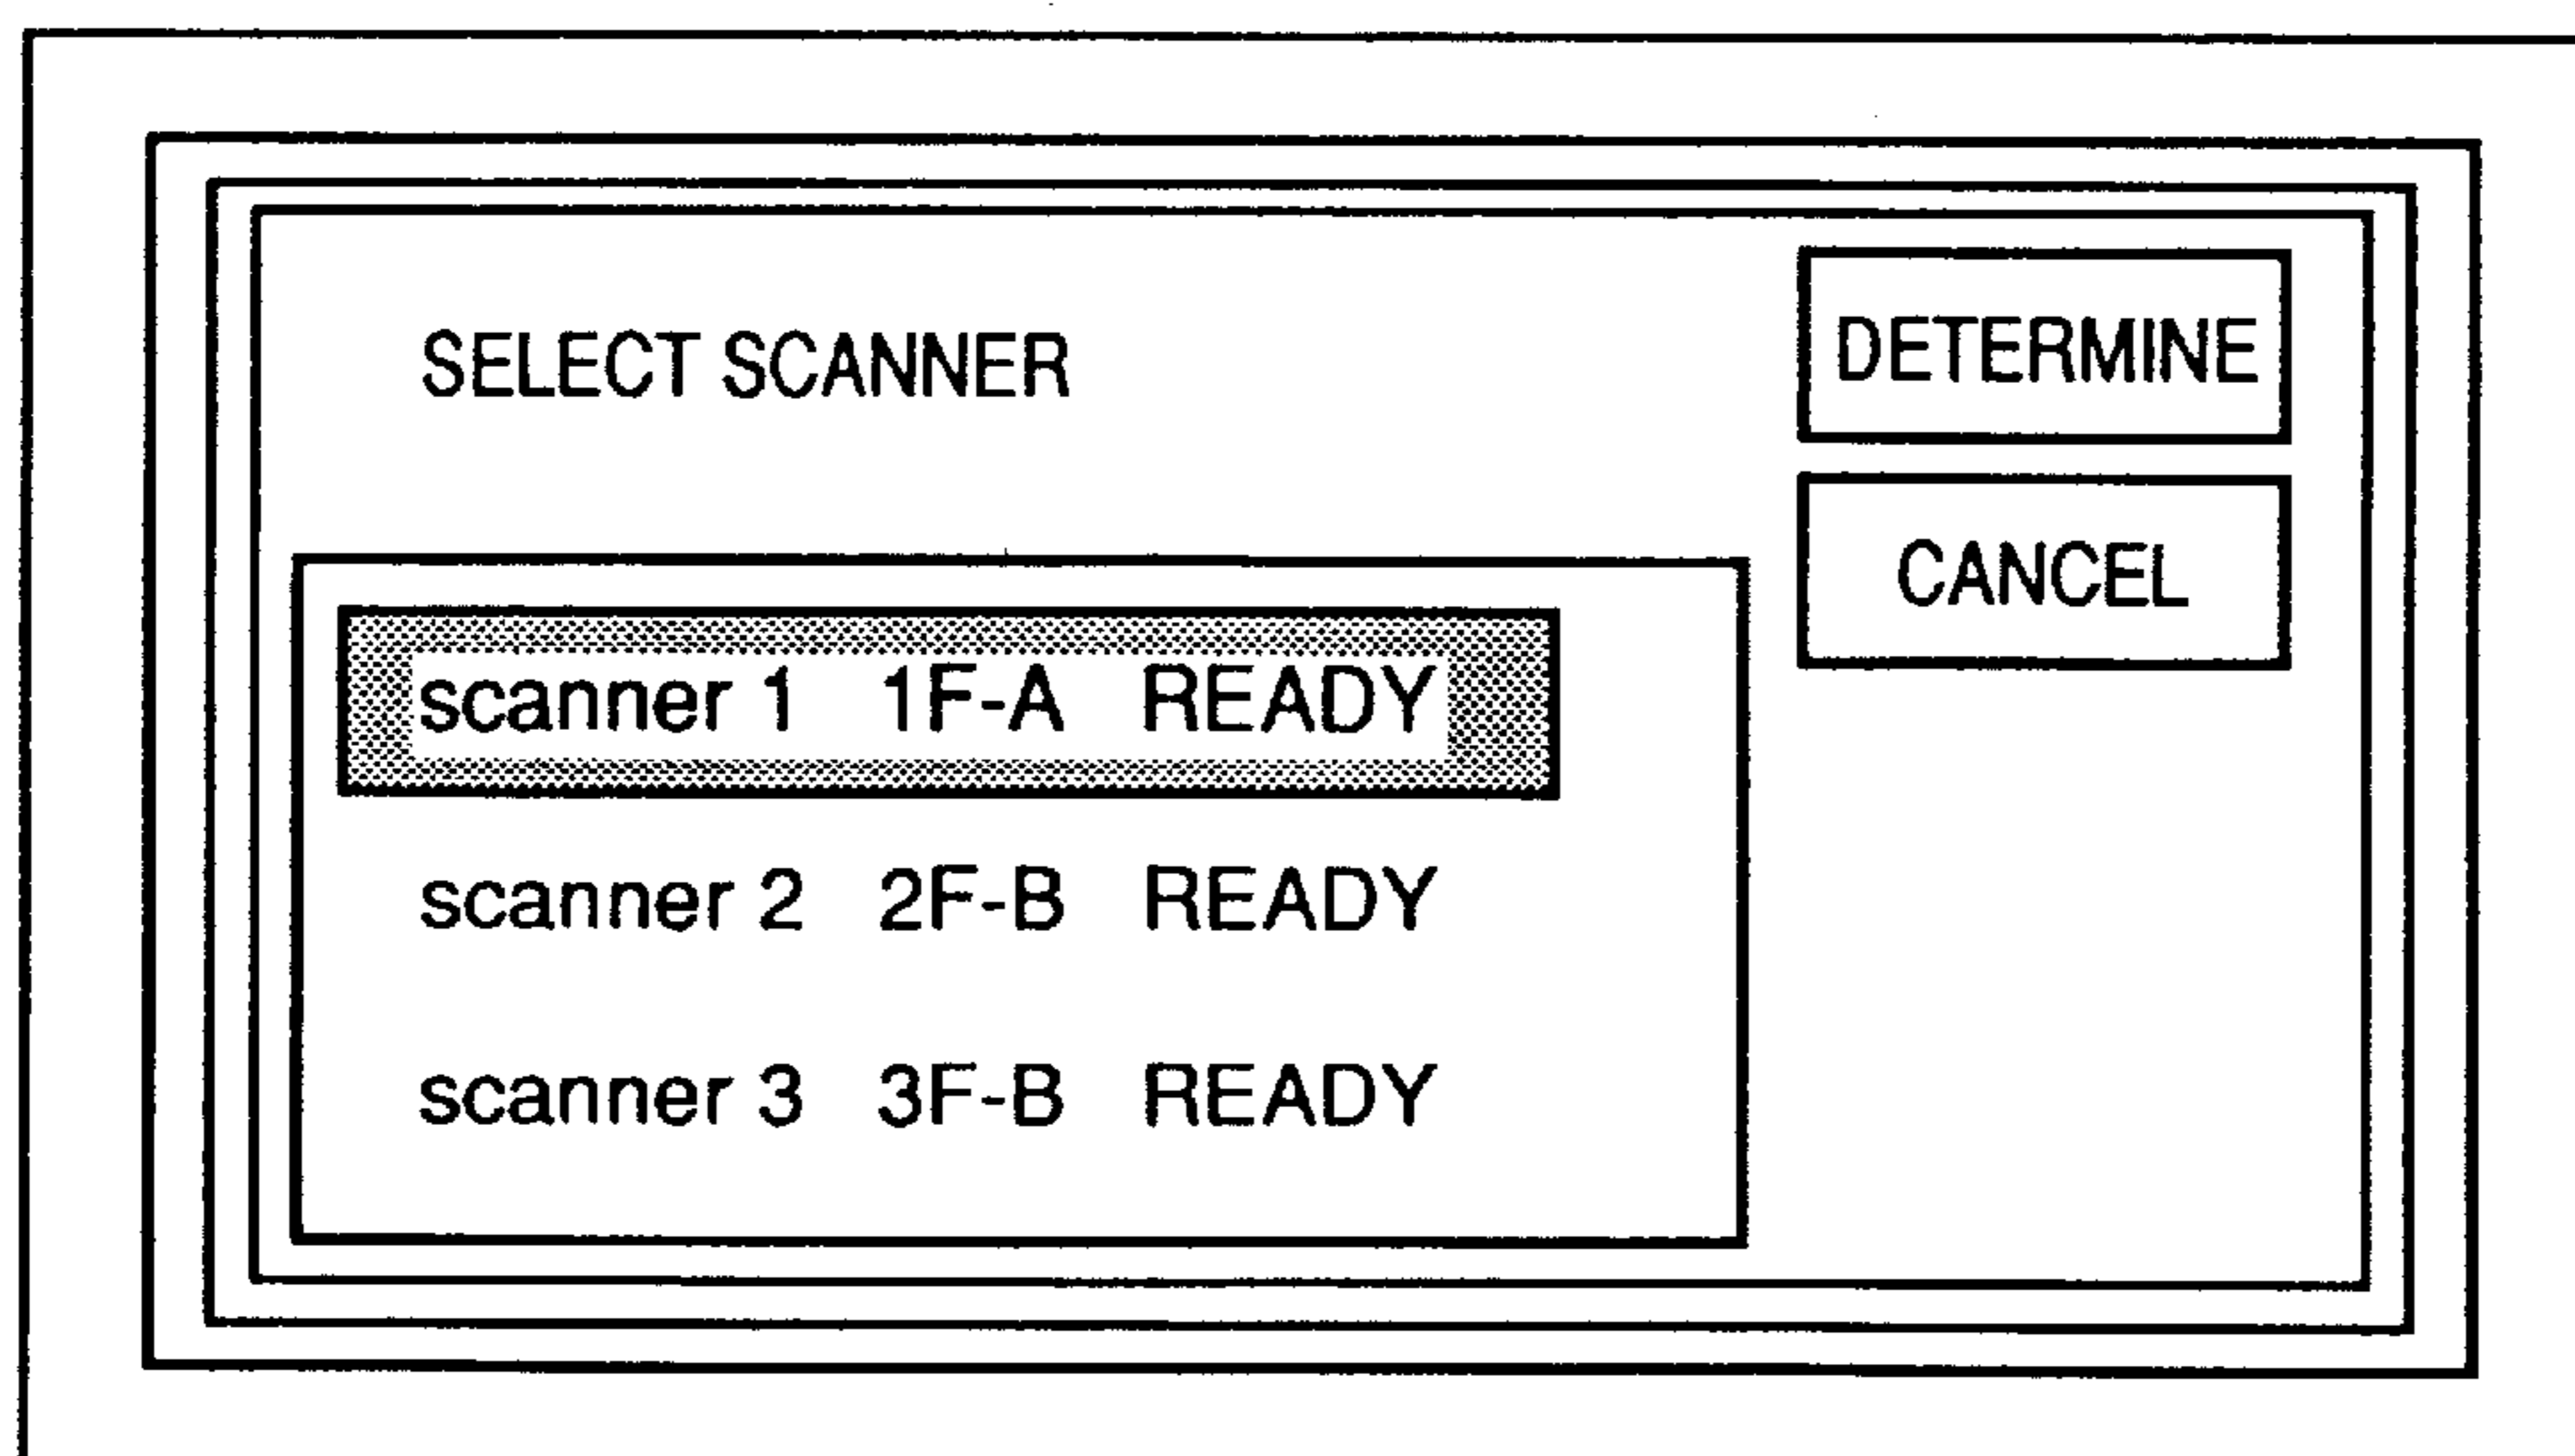 SELECT SCANNER
DETERMINE
CANCEL
scanner 1 1F-A READY
scanner 2 2F-B READY
scanner 3 3F-B READY